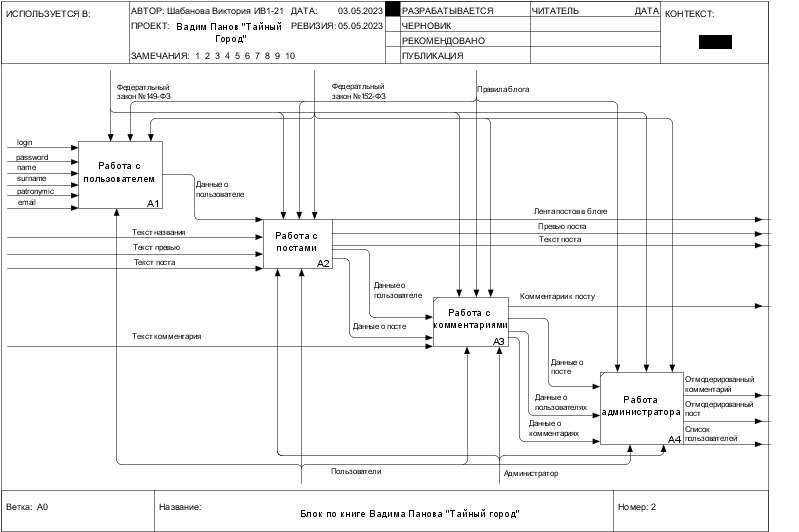 ИСПОЛЬЗУЕТСЯ В:
АВТОР: Шабанова Виктория ИВ1-21 ДАТА: 03.05.2023
РАЗРАБАТЫВАЕТСЯ
ЧИТАТЕЛЬ ДАТА
КОНТЕКСТ:
ПРОЕКТ: Вадим Панов "Тайный
Город"
РЕВИЗИЯ: 05.05.2023
ЧЕРНОВИК
РЕКОМЕНДОВАНО
ЗАМЕЧАНИЯ: 1 2 3 4 5 6 7 8 9 10
ПУБЛИКАЦИЯ
Федератльный
закон №149-ФЗ
Федератльный
закон №152-ФЗ
Правила блога
login
password
name
surname
patronymic
email
Работа с
пользователем
A1
Данные о
пользователе
Текст названия
Текст превью
Текст поста
Работа с
постами
A2
Лента постов в блоге
Превью поста
Текст поста
Данные о
пользователе
Данные о посте
Текст комментария
Работа с
комментариями
A3
Комментарии к посту
Данные о
посте
Данные о
пользователях
Данные о
комментариях
Работа
администратора
A4
Отмодерированный
комментарий
Отмодерированный
пост
Список
пользователей
Пользователи
Администратор
Ветка: A0
Название:
Блок по книге Вадима Панова "Тайный город"
Номер: 2